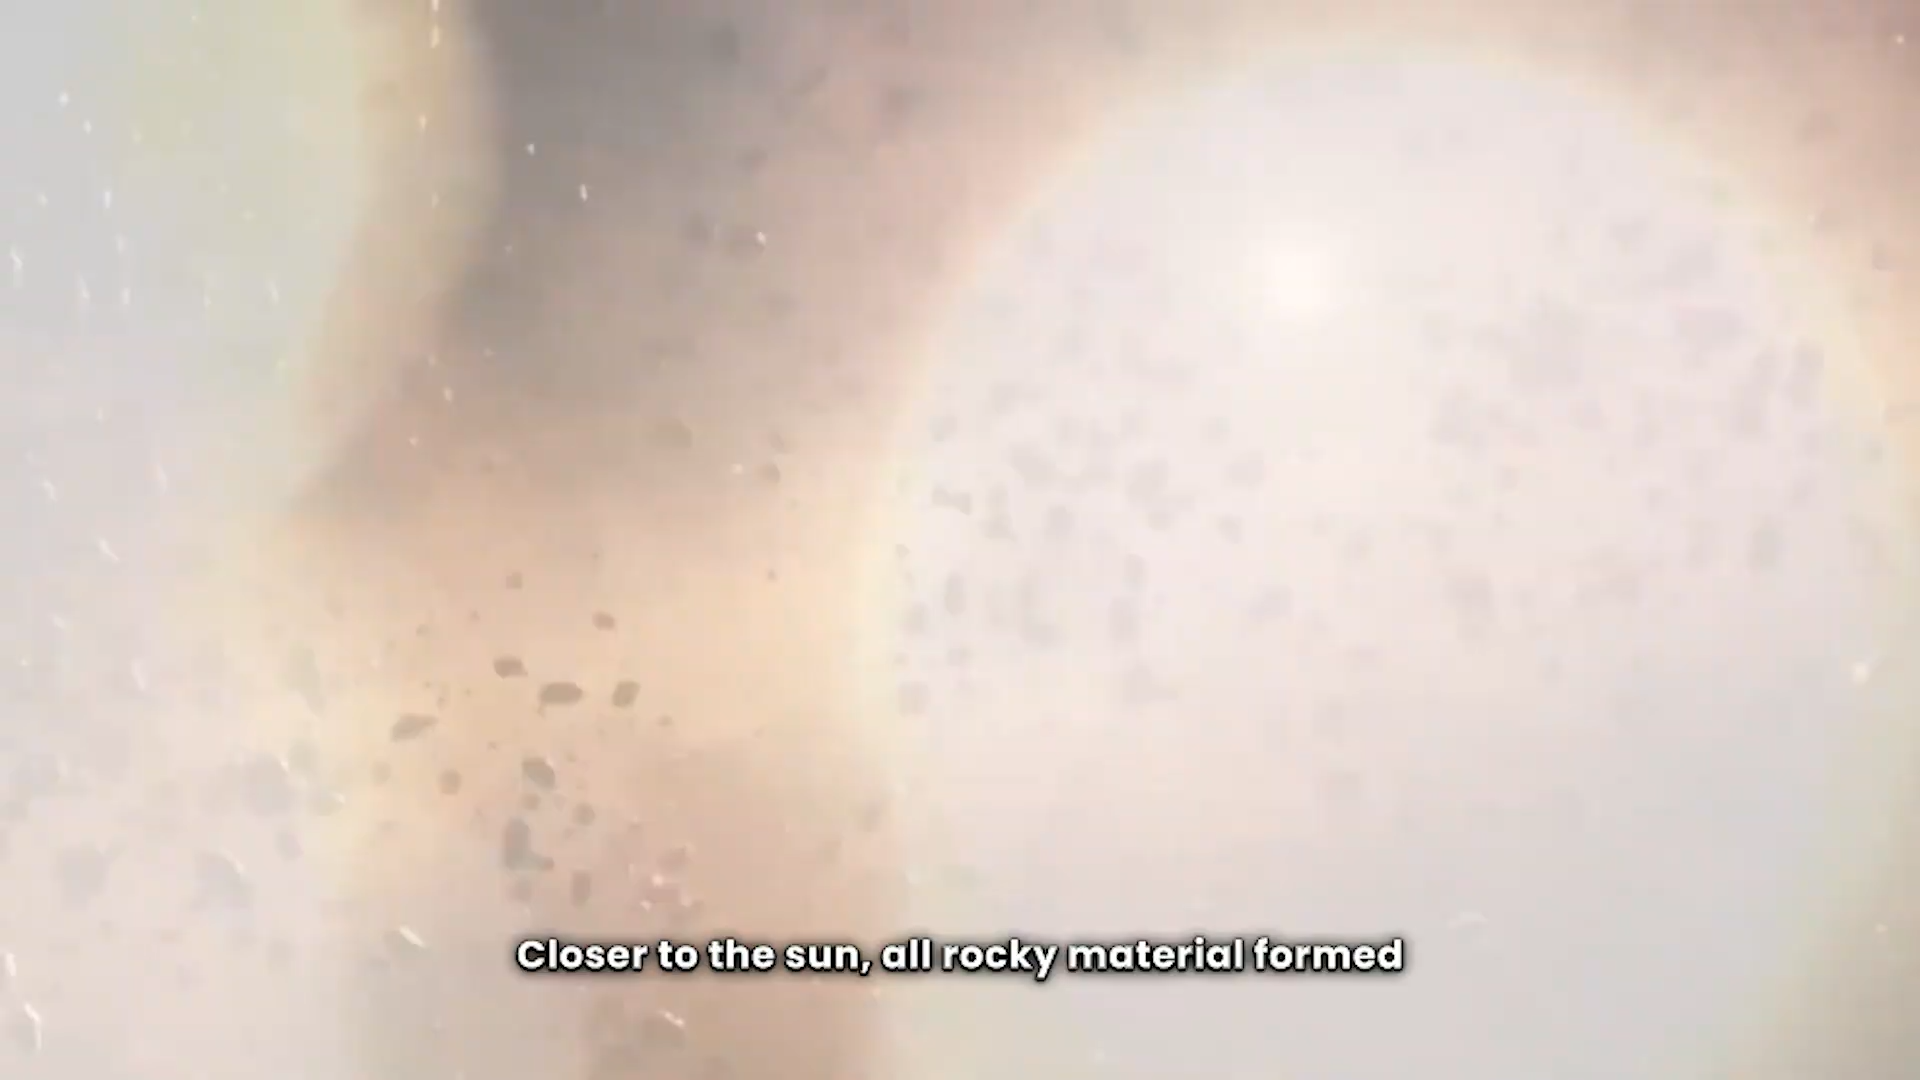 Closer to the sun, all rocky material formed